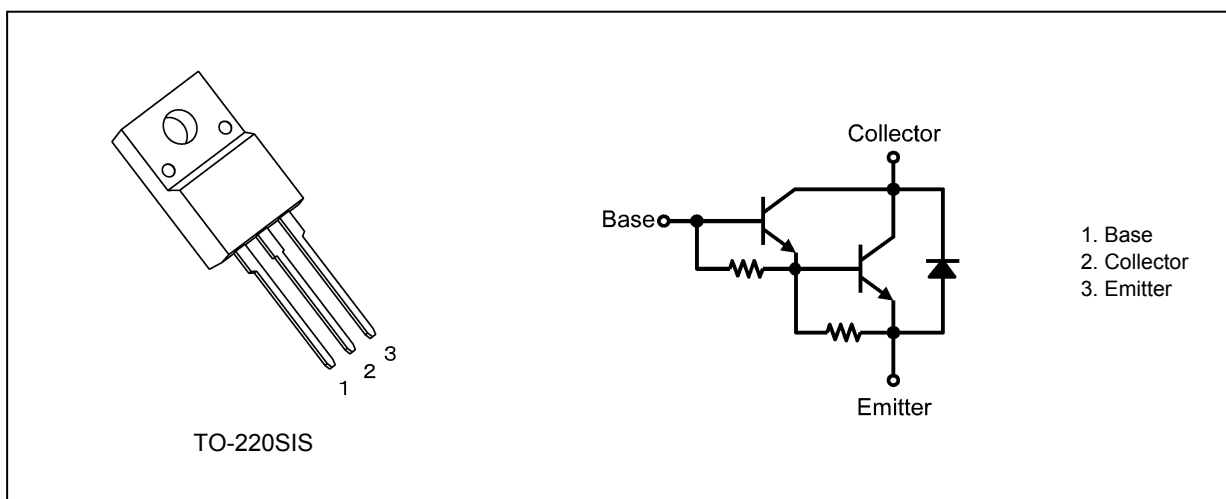 1
2
3
TO-220SIS
Collector
Base
Emitter
1. Base
2. Collector
3. Emitter